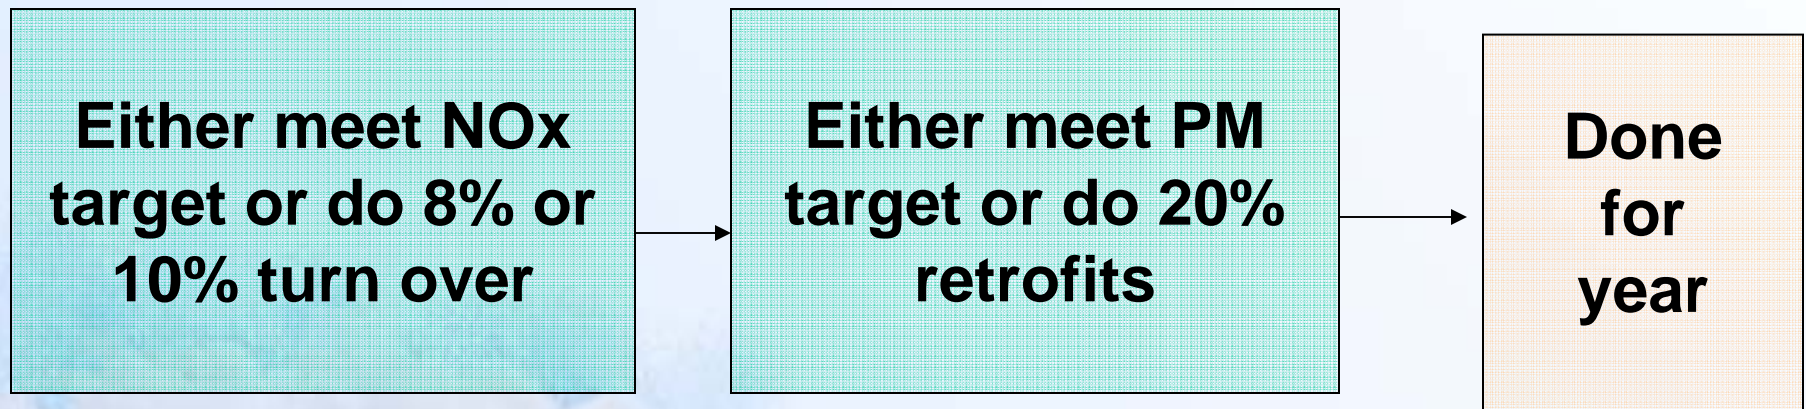 Either meet NOx
target or do 8% or
10% turn over
Either meet PM
target or do 20%
retrofits
Done
for
year